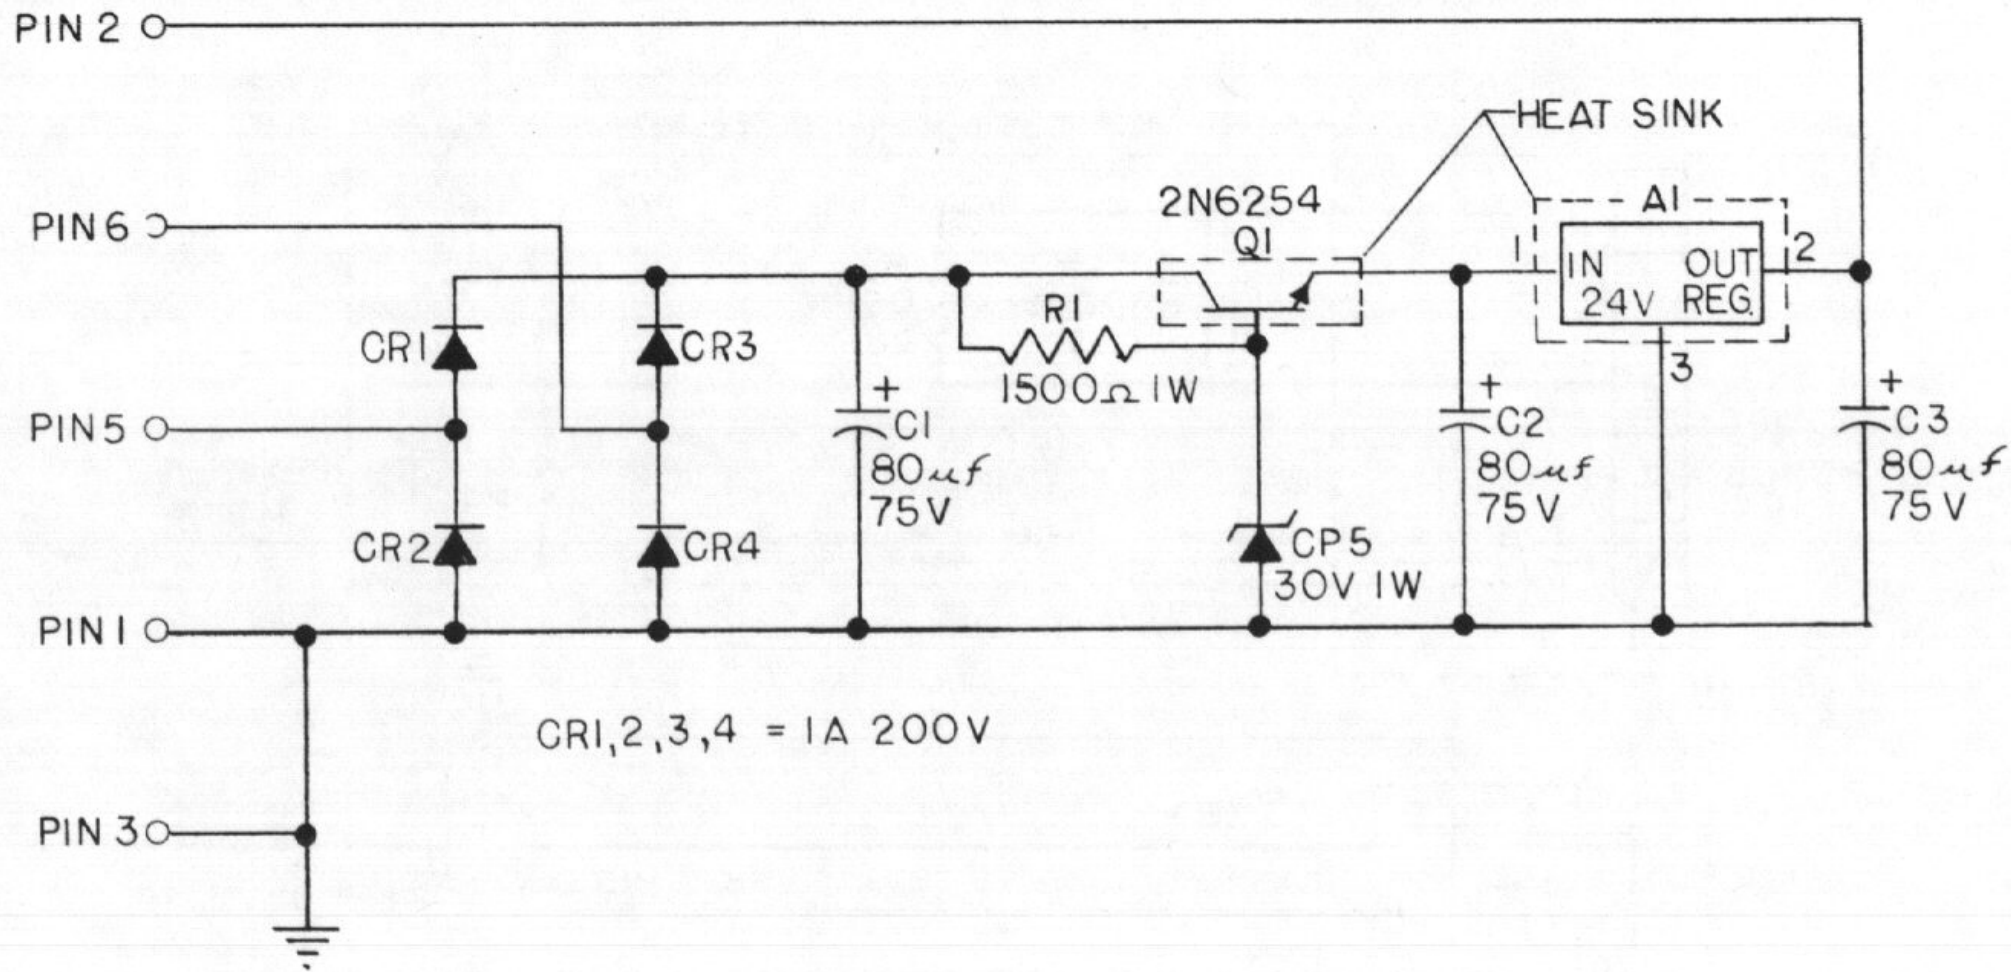 PIN 2
HEAT SINK
2N6254
Q1
A1
PIN 6
1
IN OUT
2
24V REG.
R1
CR1
CR3
1500Ω 1W
3
+
+
+
PIN 5
C1
C2
C3
80µf
80µf
80µf
75V
75V
75V
CR2
CR4
CP5
30V 1W
PIN 1
CR1,2,3,4 = 1A 200V
PIN 3